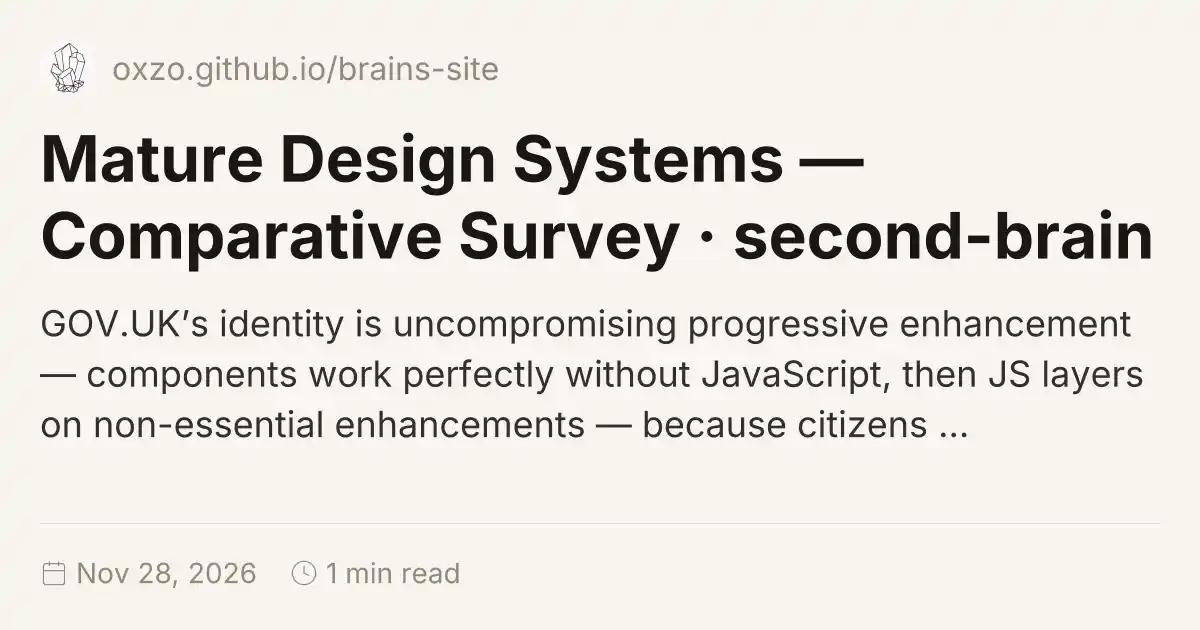 oxzo.github.io/brains-site
Mature Design Systems —
Comparative Survey · second-brain
GOV.UK’s identity is uncompromising progressive enhancement
— components work perfectly without JavaScript, then JS layers
on non-essential enhancements — because citizens ...
Nov 28, 2026 1 min read